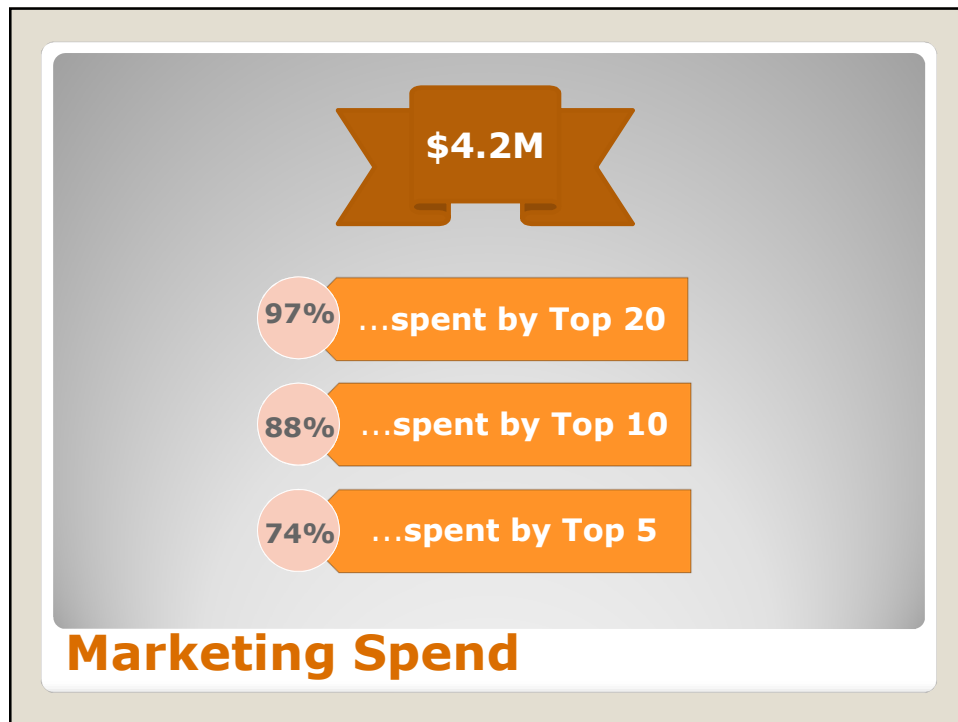 $4.2M
97% ...spent by Top 20
88% ...spent by Top 10
74% ...spent by Top 5
Marketing Spend